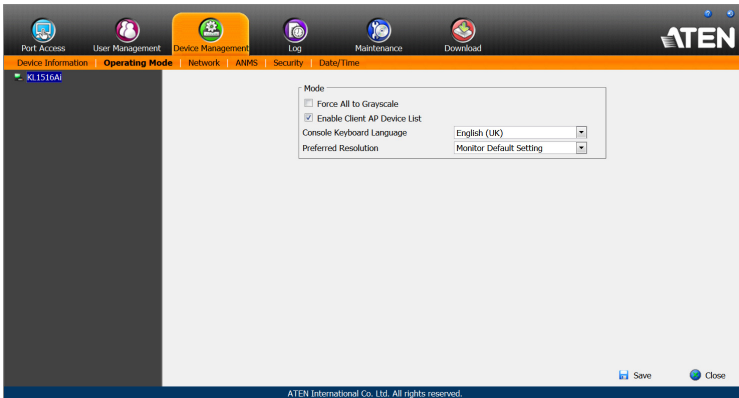 Port Access User Management Device Management Log Maintenance Download ATEN
Device Information Operating Mode Network ANMS Security Date/Time
KL1516Ai
Mode
Force All to Grayscale
Enable Client AP Device List
Console Keyboard Language English (UK)
Preferred Resolution Monitor Default Setting
Save Close
ATEN International Co. Ltd. All rights reserved.